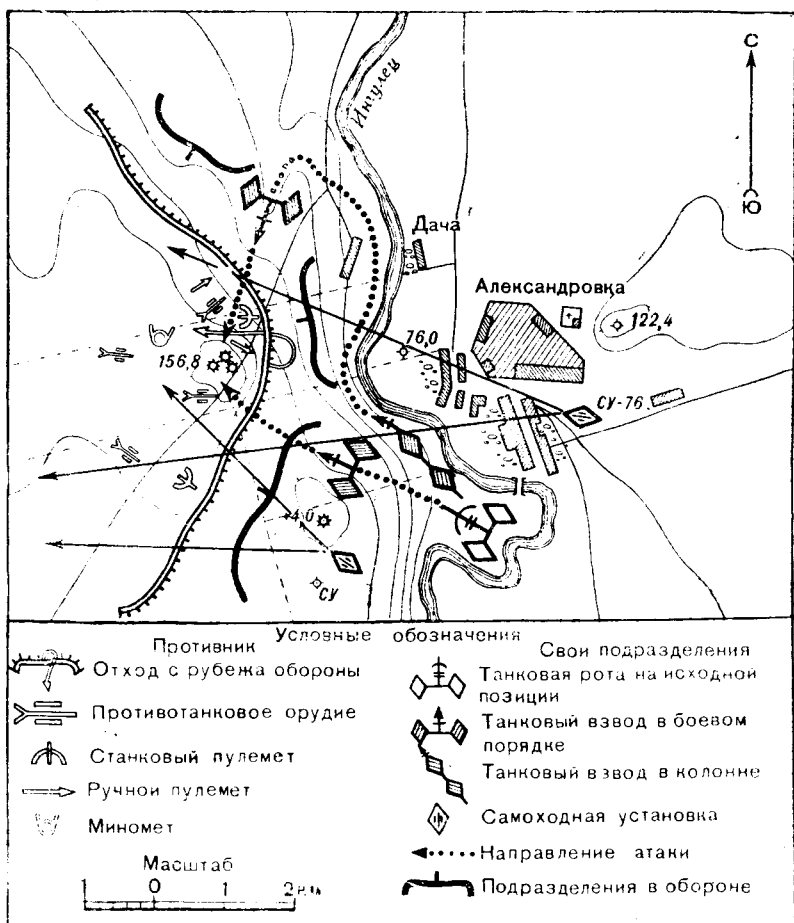 С
Ю
Ингулец
Дача
Александровка
122,4
76,0
156,8
СУ-76
+4,0
СУ
Условные обозначения
Противник
Отход с рубежа обороны
Противотанковое орудие
Станковый пулемет
Ручной пулемет
Миномет
Масштаб
1 0 1 2км
Свои подразделения
Танковая рота на исходной
позиции
Танковый взвод в боевом
порядке
Танковый взвод в колонне
Самоходная установка
Направление атаки
Подразделения в обороне